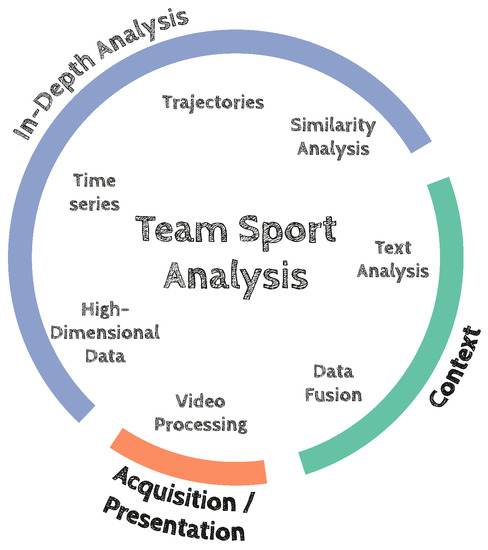 In-Depth Analysis
Trajectories
Similarity
Analysis
Time
series
Team Sport
Analysis
Text
Analysis
High-
Dimensional
Data
Context
Data
Fusion
Video
Processing
Acquisition /
Presentation